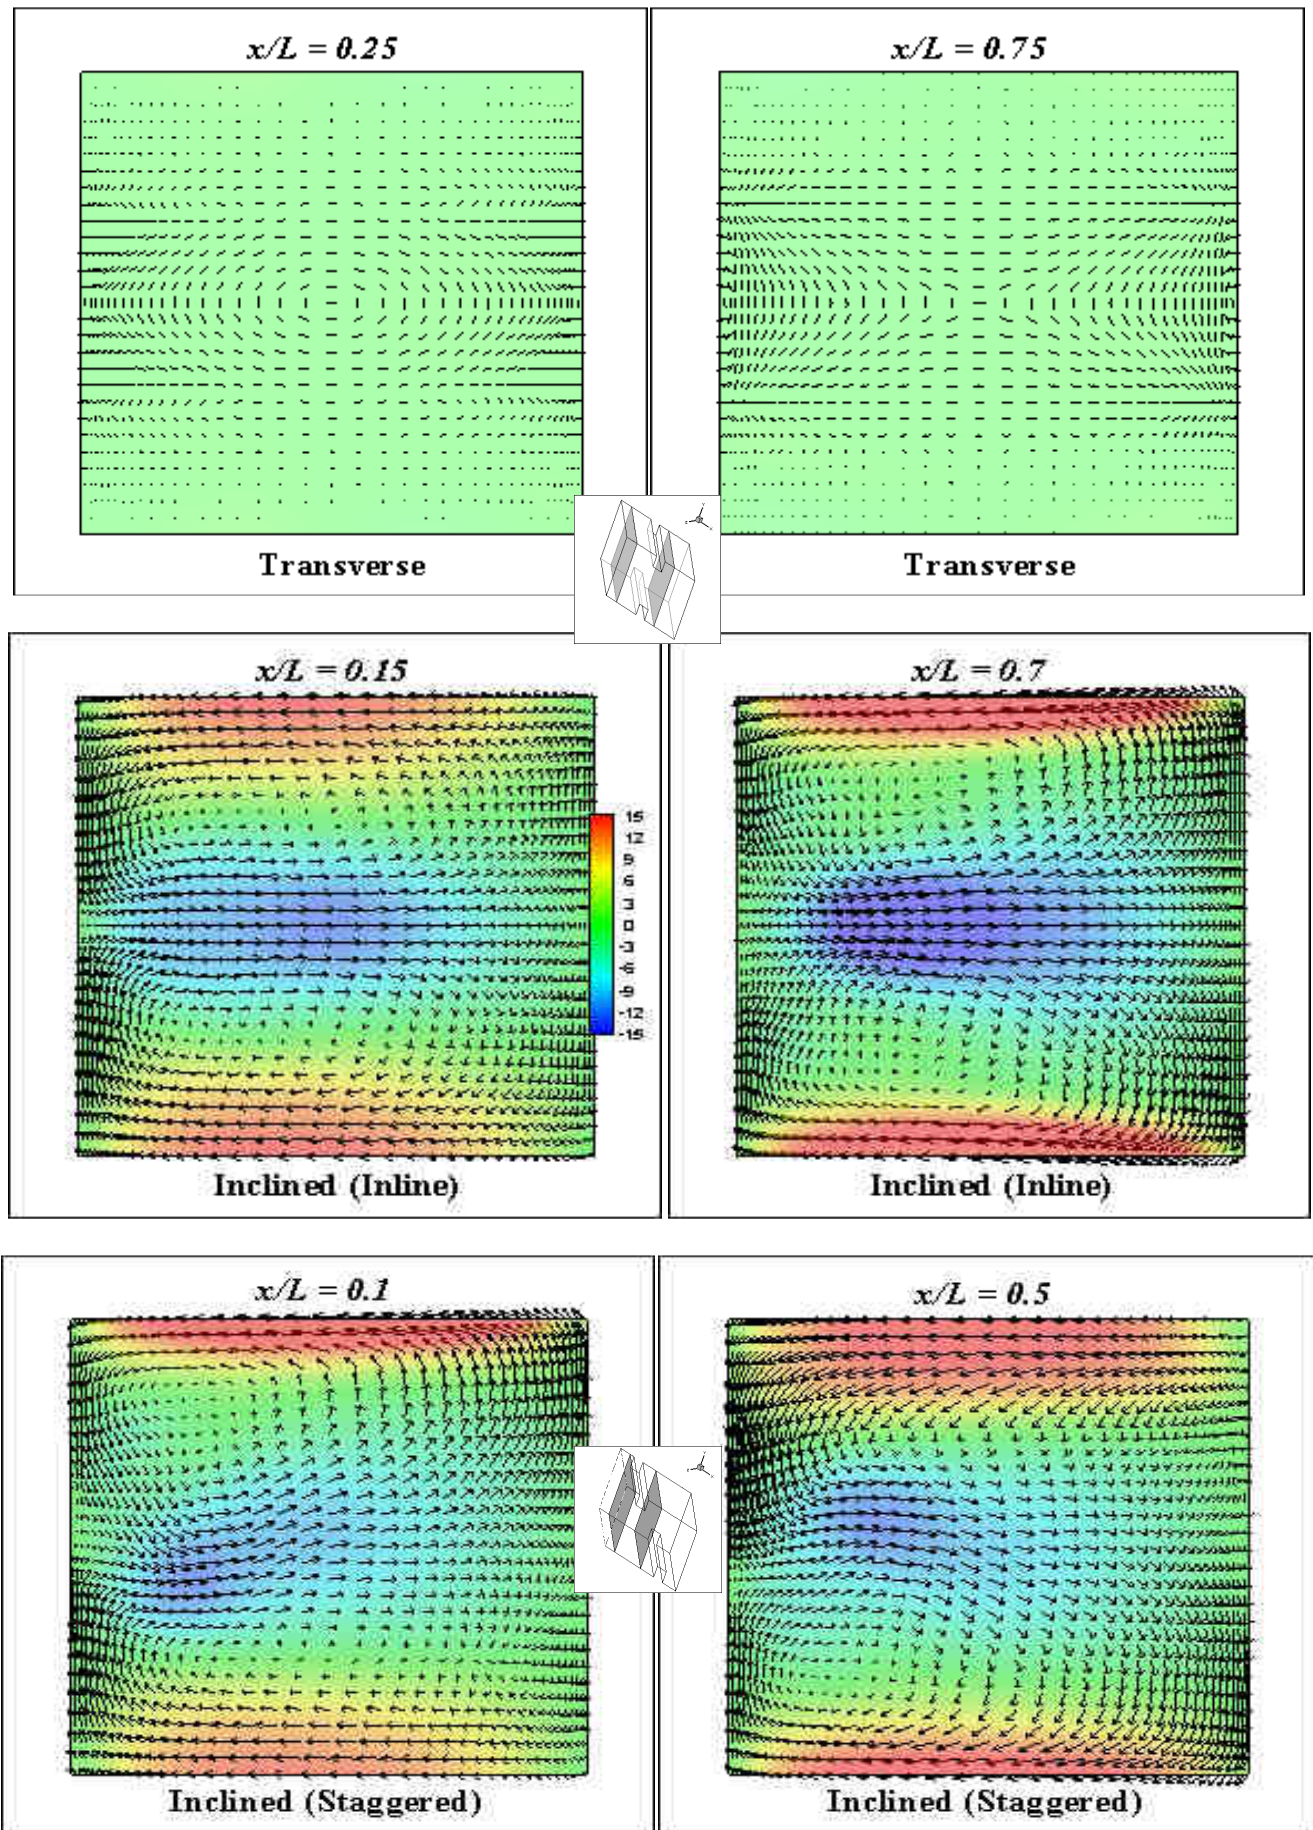 x/L = 0.25
x/L = 0.75
Transverse
Transverse
x/L = 0.15
x/L = 0.7
15
12
9
6
3
0
-3
-6
-9
-12
-15
Inclined (Inline)
Inclined (Inline)
x/L = 0.1
x/L = 0.5
Inclined (Staggered)
Inclined (Staggered)